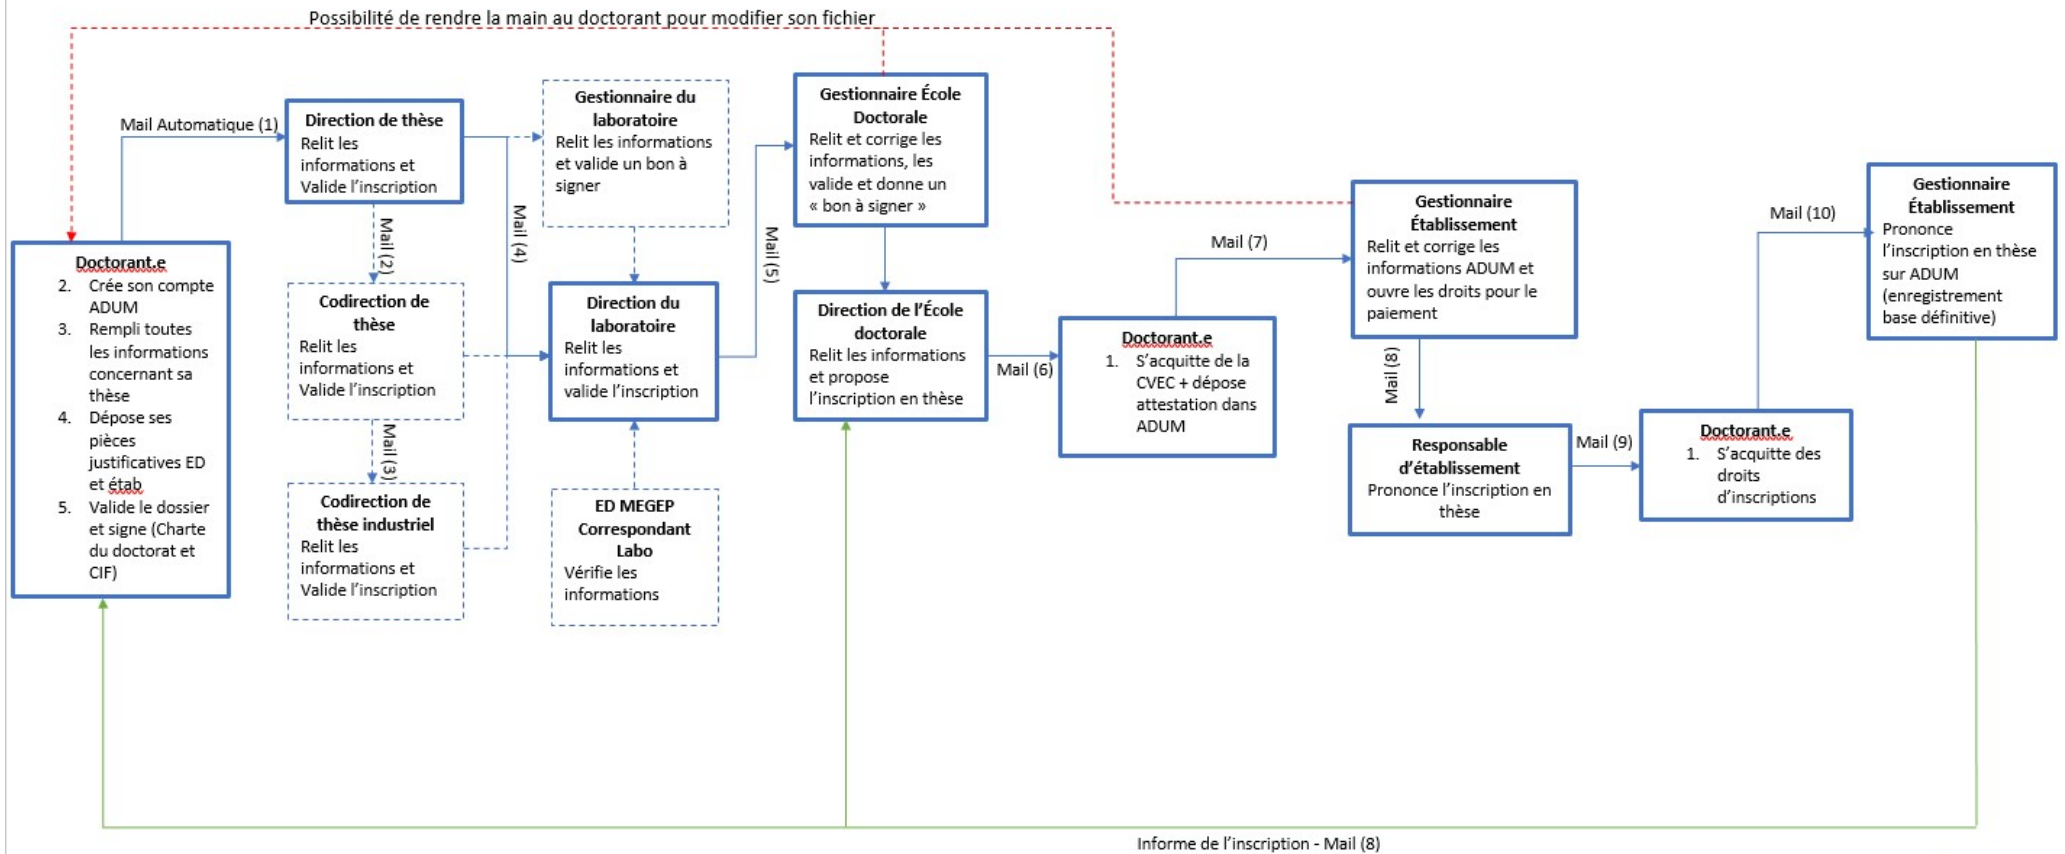 Possibilité de rendre la main au doctorant pour modifier son fichier
Mail Automatique (1)
Doctorant.e
2. Crée son compte
ADUM
3. Rempli toutes
les informations
concernant sa
thèse
4. Dépose ses
pièces
justificatives ED
et étab
5. Valide le dossier
et signe (Charte
du doctorat et
CIF)
Direction de thèse
Relit les
informations et
Valide l’inscription
Mail (2)
Codirection de
thèse
Relit les
informations et
Valide l’inscription
Mail (3)
Codirection de
thèse industriel
Relit les
informations et
Valide l’inscription
Mail (4)
Gestionnaire du
laboratoire
Relit les informations
et valide un bon à
signer
Direction du
laboratoire
Relit les
informations et
valide l’inscription
ED MEGEP
Correspondant
Labo
Vérifie les
informations
Mail (5)
Gestionnaire École
Doctorale
Relit et corrige les
informations, les
valide et donne un
« bon à signer »
Direction de l’École
doctorale
Relit les informations
et propose
l’inscription en thèse
Mail (6)
Doctorant.e
1. S’acquitte de la
CVEC + dépose
attestation dans
ADUM
Mail (7)
Gestionnaire
Établissement
Relit et corrige les
informations ADUM et
ouvre les droits pour le
paiement
Mail (8)
Responsable
d’établissement
Prononce l’inscription en
thèse
Mail (9)
Doctorant.e
1. S’acquitte des
droits
d’inscriptions
Mail (10)
Gestionnaire
Établissement
Prononce
l’inscription en thèse
sur ADUM
(enregistrement
base définitive)
Informe de l’inscription - Mail (8)